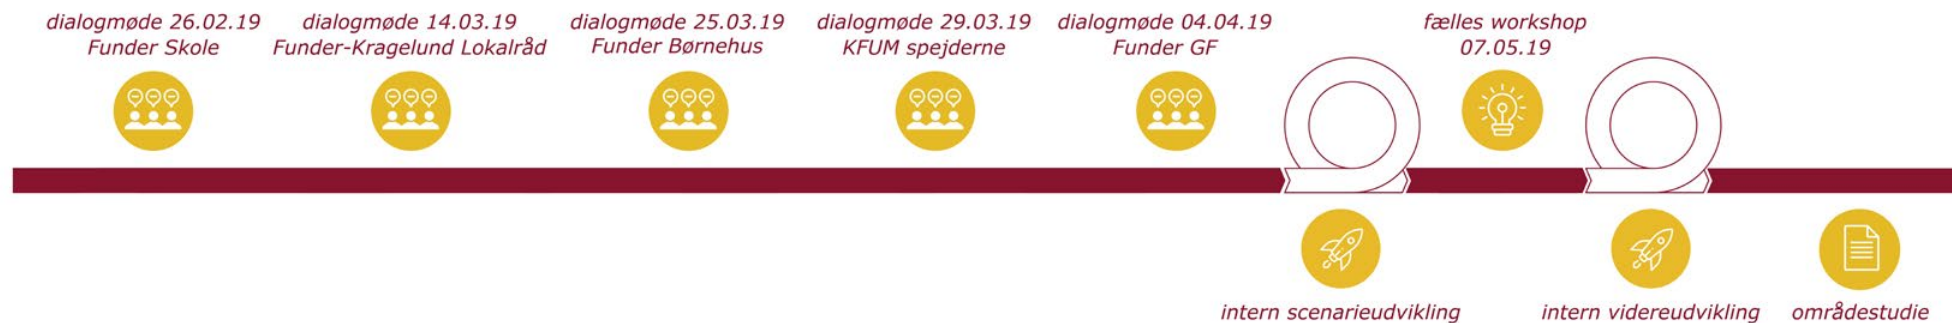 dialogmøde 26.02.19
Funder Skole
dialogmøde 14.03.19
Funder-Kragelund Lokalråd
dialogmøde 25.03.19
Funder Børnehus
dialogmøde 29.03.19
KFUM spejderne
dialogmøde 04.04.19
Funder GF
fælles workshop
07.05.19
intern scenarieudvikling
intern videreudvikling
områdestudie